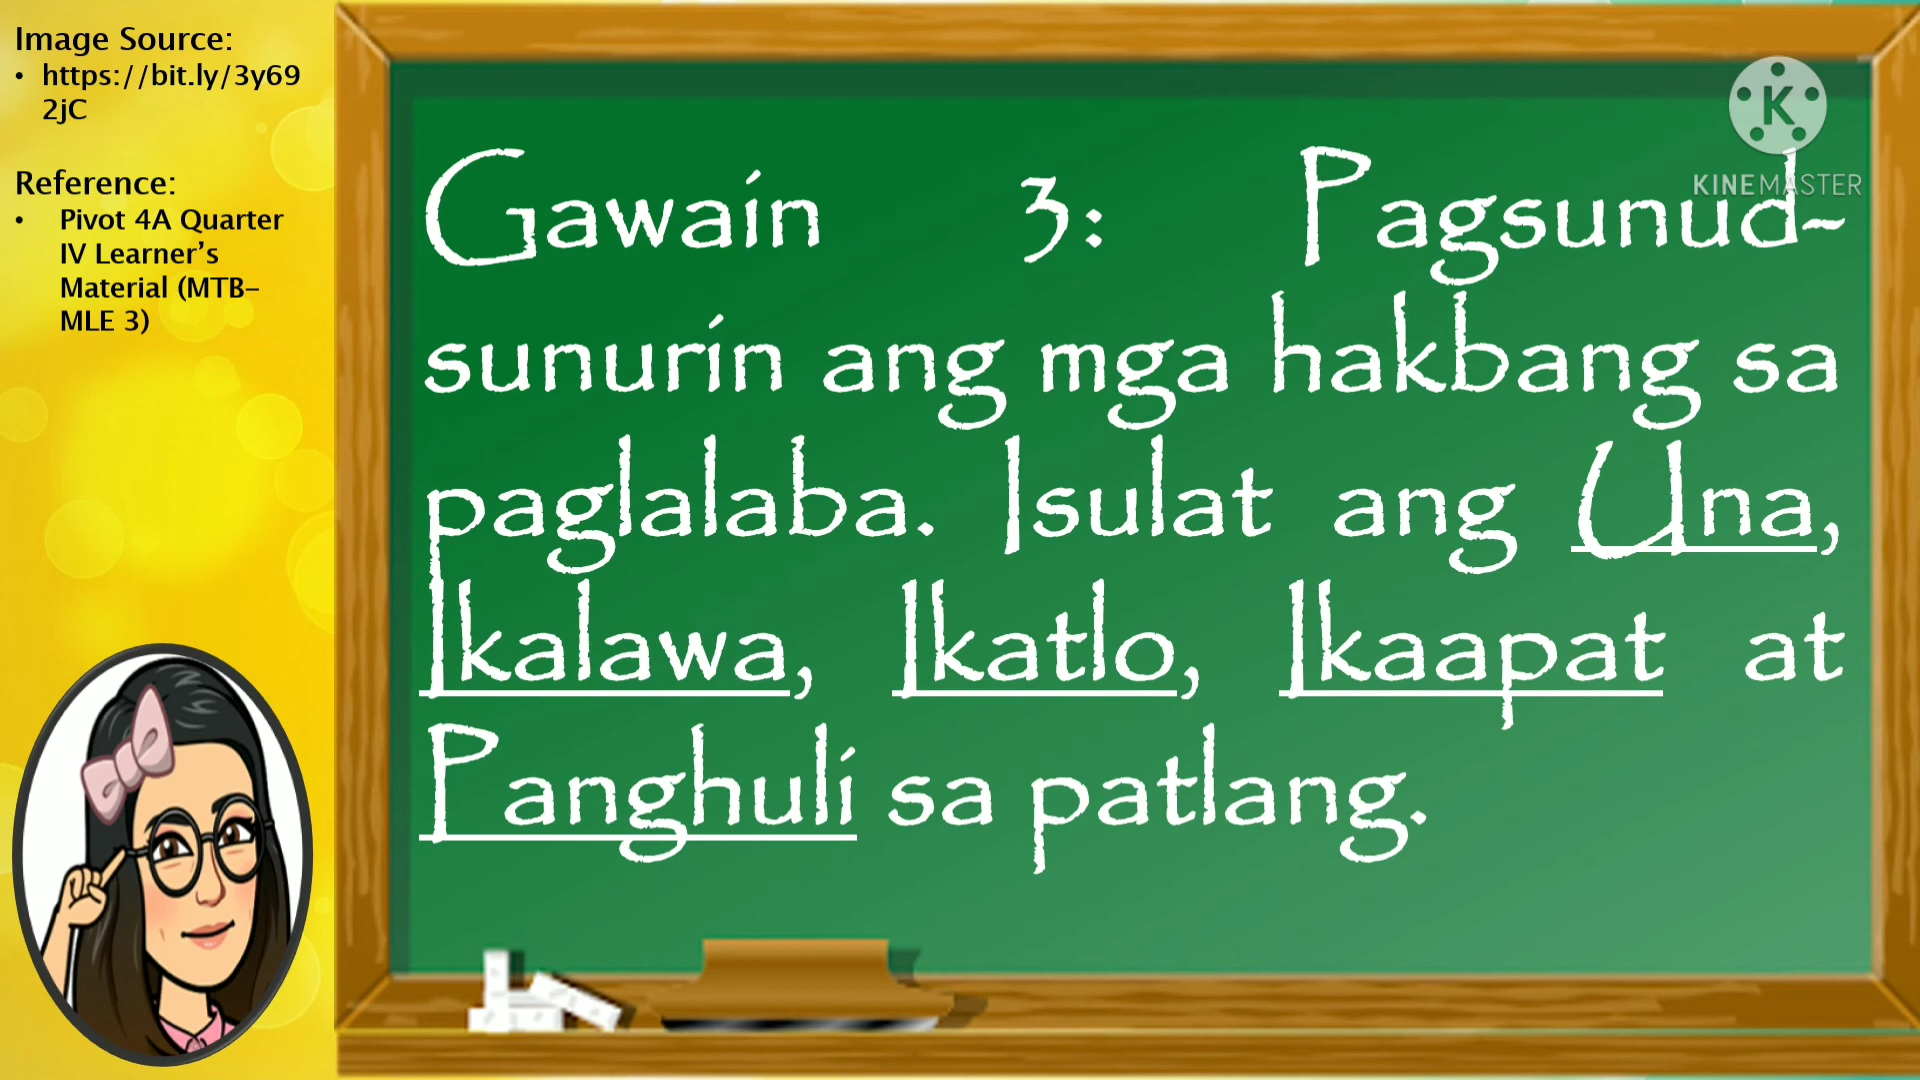 Image Source:
• https://bit.ly/3y69
2jC
Reference:
• Pivot 4A Quarter
IV Learner's
Material (MTB-
MLE 3)
K
KINEMASTER
Gawain 3: Pagsunud-
sunurin ang mga hakbang sa
paglalaba. Isulat ang Una,
Ikalawa, Ikatlo, Ikaapat at
Panghuli sa patlang.